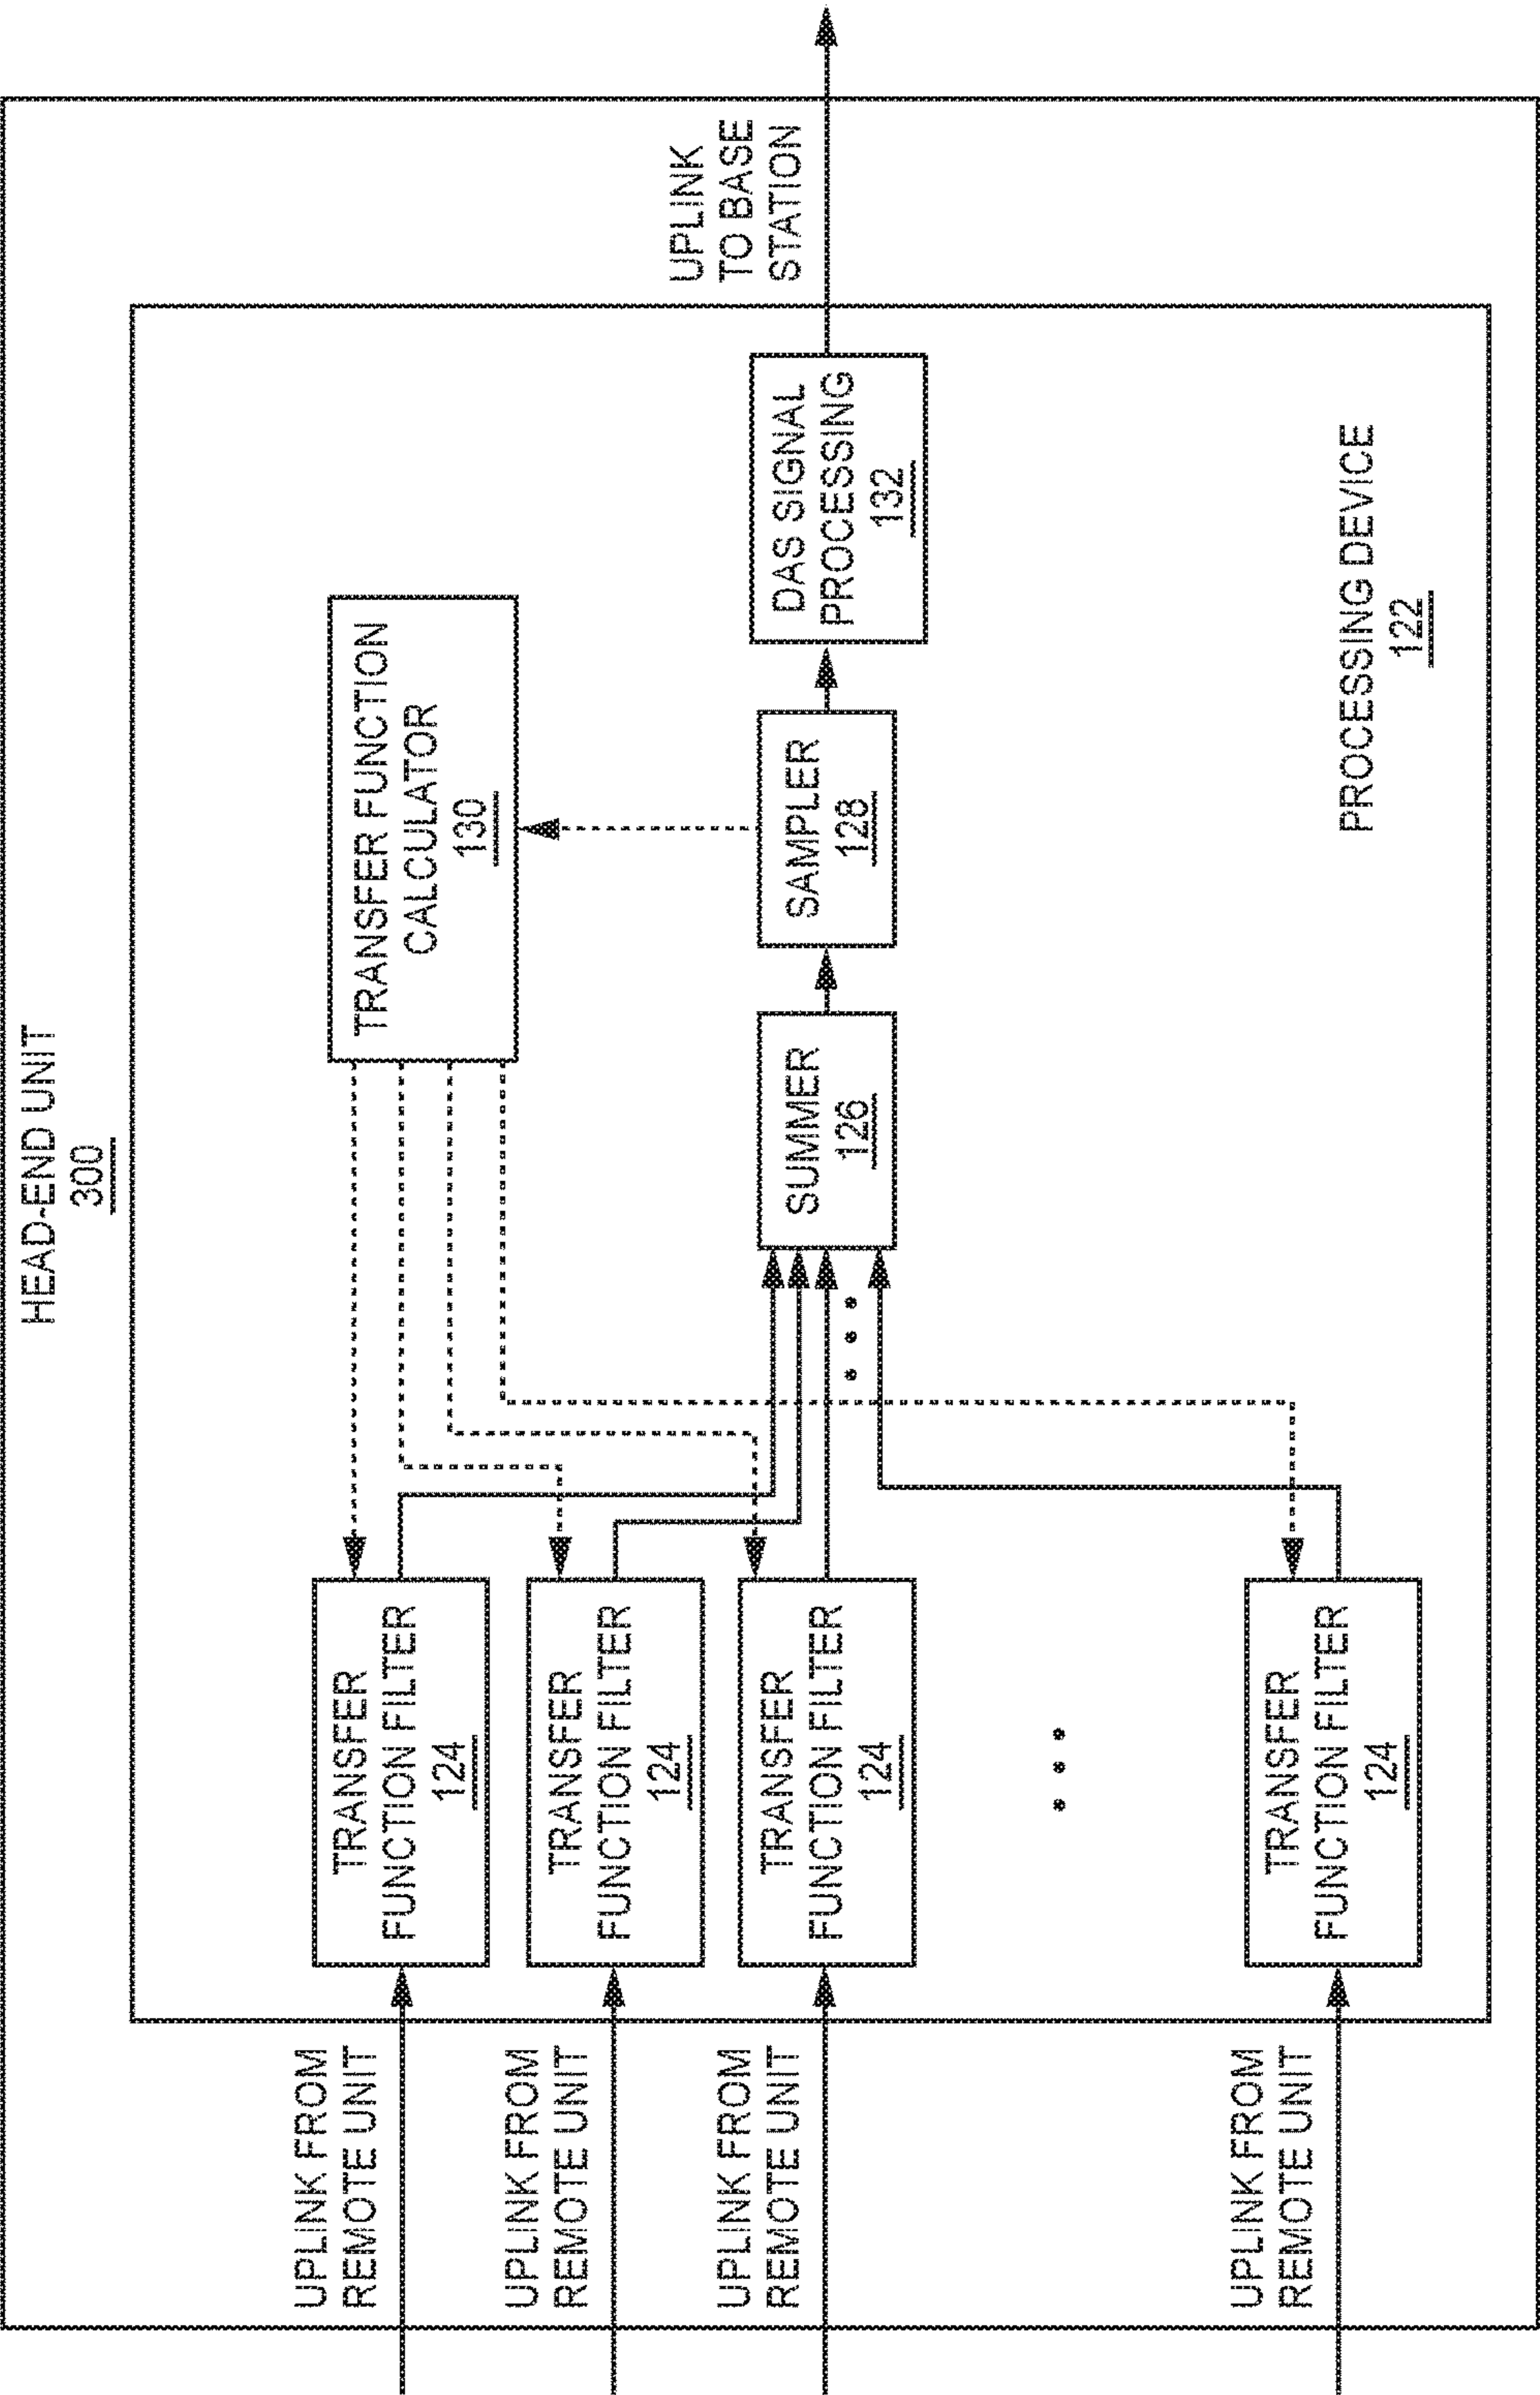 HEAD-END UNIT
300
UPLINK FROM
REMOTE UNIT
UPLINK FROM
REMOTE UNIT
UPLINK FROM
REMOTE UNIT
UPLINK FROM
REMOTE UNIT
TRANSFER
FUNCTION FILTER
124
TRANSFER
FUNCTION FILTER
124
TRANSFER
FUNCTION FILTER
124
TRANSFER
FUNCTION FILTER
124
TRANSFER FUNCTION
CALCULATOR
130
SUMMER
126
SAMPLER
128
DAS SIGNAL
PROCESSING
132
UPLINK
TO BASE
STATION
PROCESSING DEVICE
122